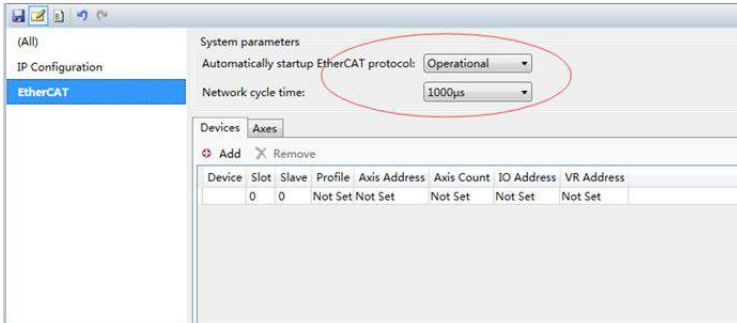 (All)
IP Configuration
EtherCAT
System parameters
Automatically startup EtherCAT protocol: Operational
Network cycle time: 1000µs
Devices Axes
Add Remove
Device Slot Slave Profile Axis Address Axis Count IO Address VR Address
0 0 Not Set Not Set Not Set Not Set Not Set